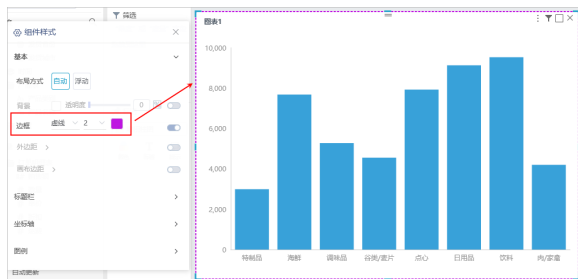 筛选
组件样式
基本
布局方式 自动 浮动
背景 透明度 0
边框 虚线 2
外边距
画布边距
标题栏
坐标轴
图例
自动更新
图表1
10,000
8,000
6,000
4,000
2,000
0
特制品 海鲜 调味品 谷类/麦片 点心 日用品 饮料 肉/家禽